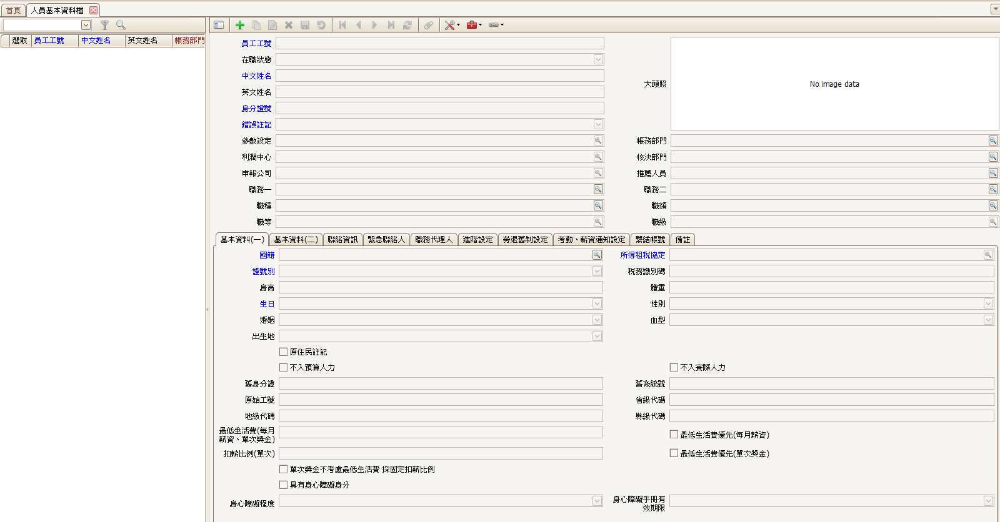 首頁
人員基本資料檔
選取 員工工號 中文姓名 英文姓名 帳務部門
員工工號
在職狀態
中文姓名
英文姓名
身分證號
錯誤註記
大頭照
No image data
參數設定 帳務部門
利潤中心 核決部門
申報公司 推薦人員
職務一 職務二
職種 職類
職等 職級
基本資料(一) 基本資料(二) 聯絡資訊 緊急聯絡人 職務代理人 進階設定 勞退舊制設定 考勤、薪資通知設定 繫結帳號 備註
國籍 所得租稅協定
證號別 稅務識別碼
身高 體重
生日 性別
婚姻 血型
出生地
原住民註記
不入預算人力 不入實際人力
舊身分證 舊系統號
原始工號 省級代碼
地級代碼 縣級代碼
最低生活費(每月
薪資、單次獎金)
最低生活費優先(每月薪資)
扣薪比例(單次) 最低生活費優先(單次獎金)
單次獎金不考慮最低生活費 採固定扣薪比例
具有身心障礙身分
身心障礙程度
身心障礙手冊有
效期限